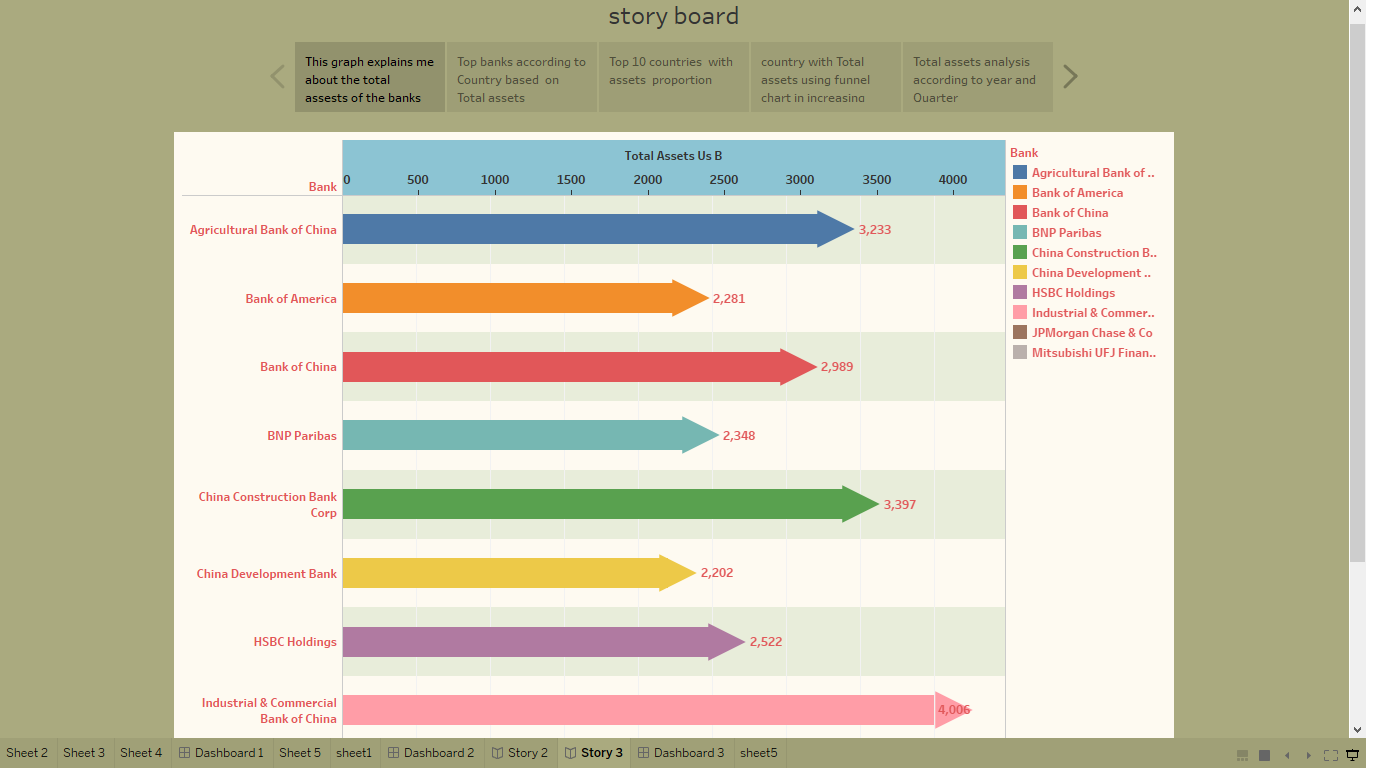 story board
This graph explains me
about the total
assests of the banks
Top banks according to
Country based on
Total assets
Top 10 countries with
assets proportion
country with Total
assets using funnel
chart in increasing
Total assets analysis
according to year and
Quarter
Total Assets Us B
Bank
0 500 1000 1500 2000 2500 3000 3500 4000
Agricultural Bank of China
3,233
Bank of America
2,281
Bank of China
2,989
BNP Paribas
2,348
China Construction Bank
Corp
3,397
China Development Bank
2,202
HSBC Holdings
2,522
Industrial & Commercial
Bank of China
4,006
Bank
Agricultural Bank of ..
Bank of America
Bank of China
BNP Paribas
China Construction B..
China Development ..
HSBC Holdings
Industrial & Commer..
JPMorgan Chase & Co
Mitsubishi UFJ Finan..
Sheet 2 Sheet 3 Sheet 4 Dashboard 1 Sheet 5 sheet1 Dashboard 2 Story 2 Story 3 Dashboard 3 sheet5